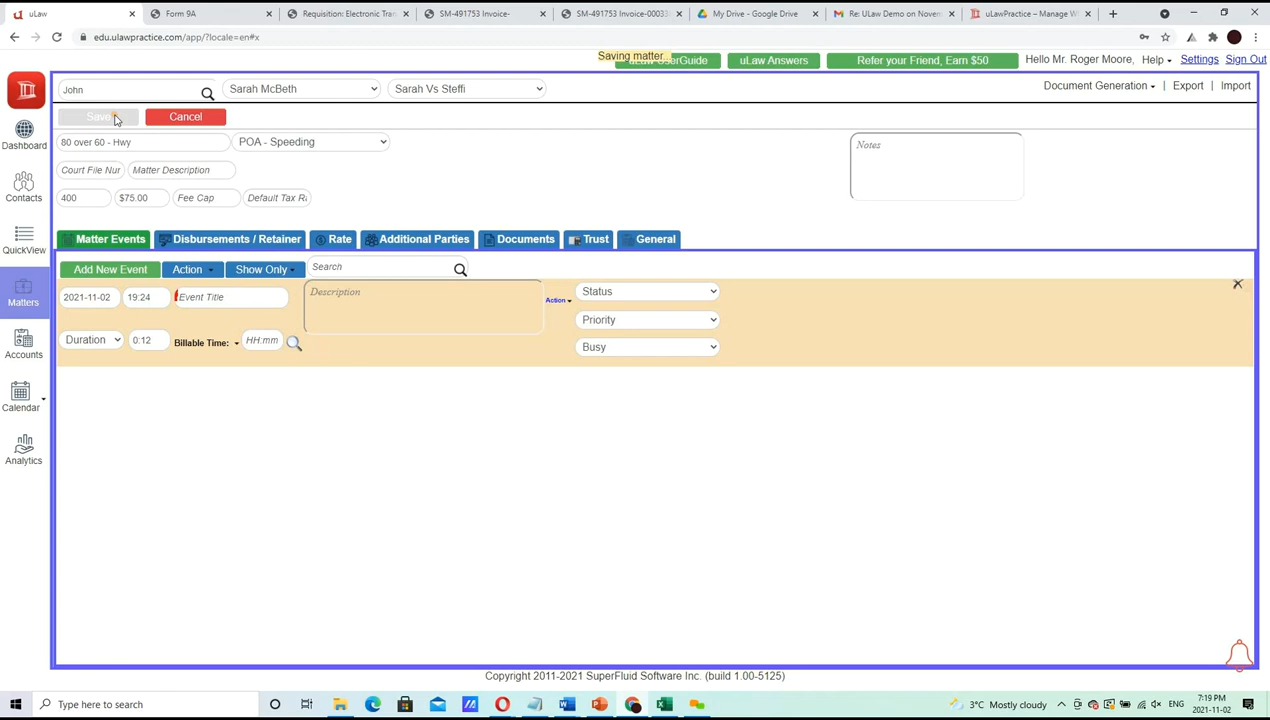 uLaw
Form 9A
Requisition: Electronic Tran
SM-491753 Invoice-
SM-491753 Invoice-00033
My Drive - Google Drive
Re: ULaw Demo on Novem
uLawPractice – Manage W
edu.ulawpractice.com/app/?locale=en#x
Saving matter...
uLaw UserGuide
uLaw Answers
Refer your Friend, Earn $50
Hello Mr. Roger Moore,
Help
Settings
Sign Out
John
Sarah McBeth
Sarah Vs Steffi
Document Generation
Export
Import
Save
Cancel
80 over 60 - Hwy
POA - Speeding
Notes
Court File Nur
Matter Description
400
$75.00
Fee Cap
Default Tax Ra
Dashboard
Contacts
QuickView
Matters
Accounts
Calendar
Analytics
Matter Events
Disbursements / Retainer
Rate
Additional Parties
Documents
Trust
General
Add New Event
Action
Show Only
Search
2021-11-02
19:24
Event Title
Description
Action
Status
Priority
Busy
Duration
0:12
Billable Time:
HH:mm
Copyright 2011-2021 SuperFluid Software Inc. (build 1.00-5125)
Type here to search
3°C Mostly cloudy
ENG
7:19 PM
2021-11-02